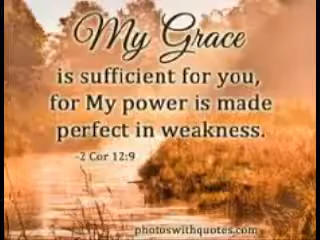 My Grace
is sufficient for you,
for My power is made
perfect in weakness.
-2 Cor 12:9
photoswithquotes.com